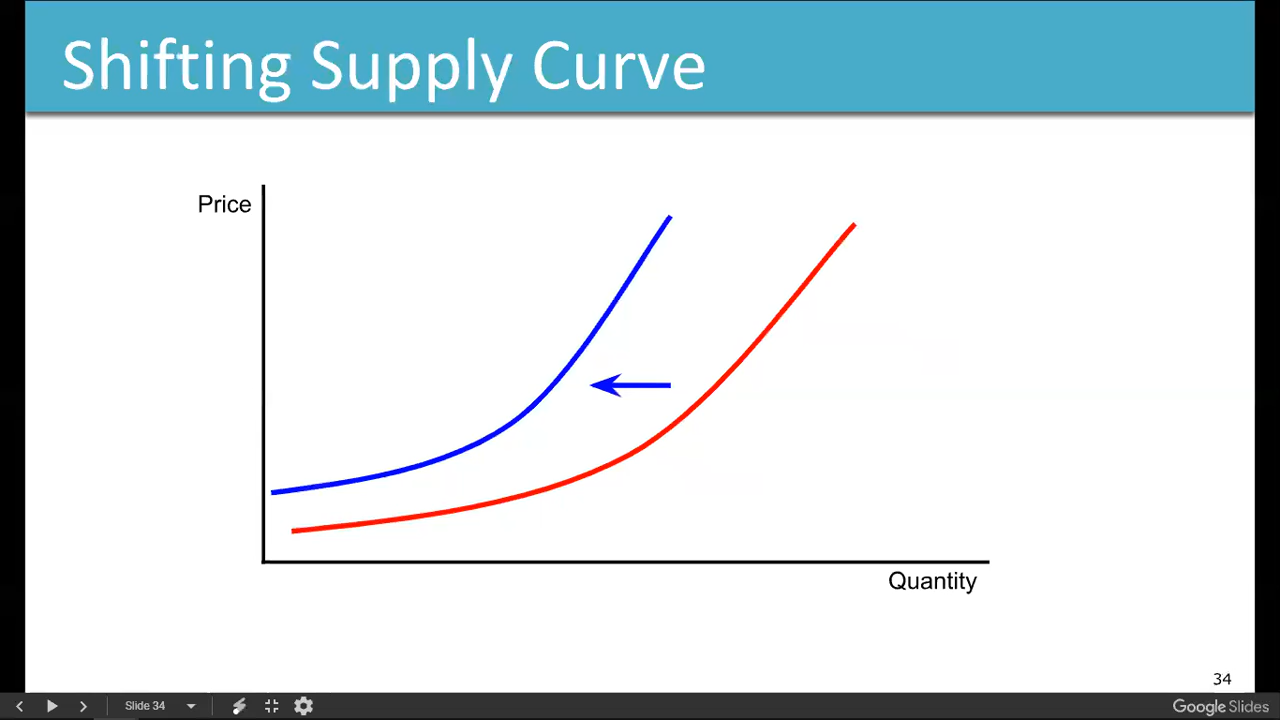 Shifting Supply Curve
Price
Quantity
34
Slide 34
Google Slides